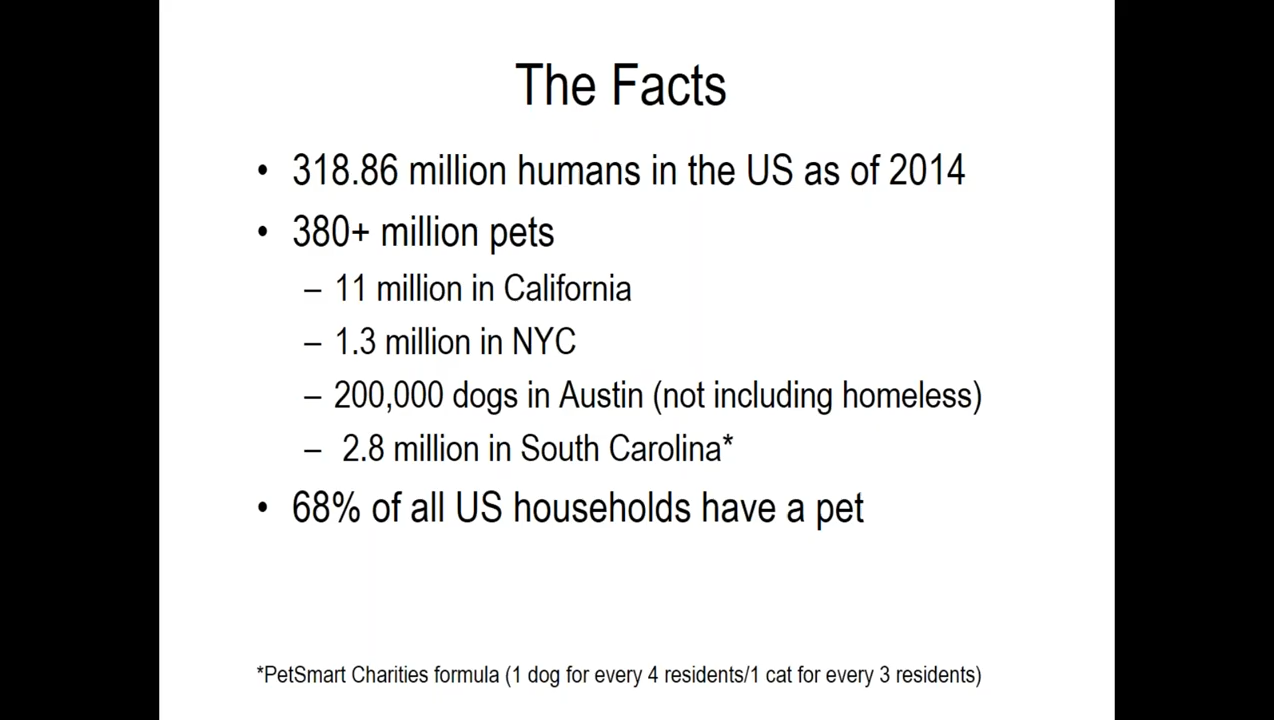 The Facts
• 318.86 million humans in the US as of 2014
• 380+ million pets
– 11 million in California
– 1.3 million in NYC
– 200,000 dogs in Austin (not including homeless)
– 2.8 million in South Carolina*
• 68% of all US households have a pet
*PetSmart Charities formula (1 dog for every 4 residents/1 cat for every 3 residents)